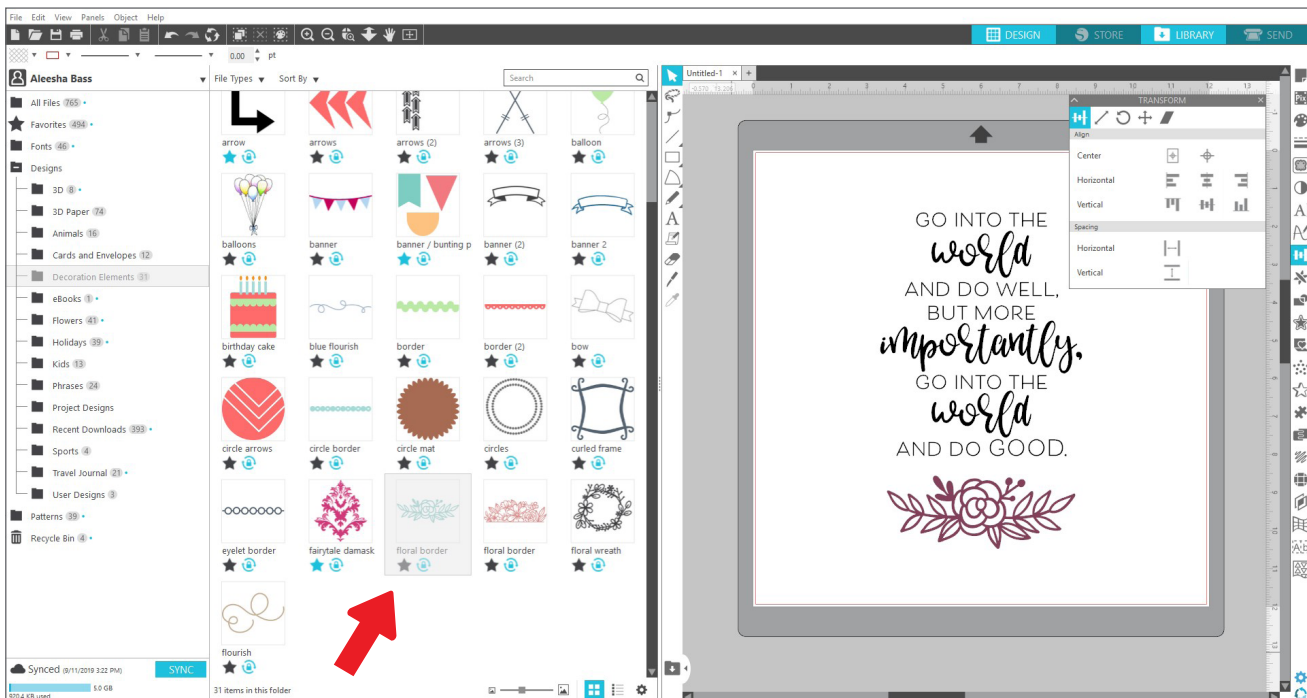 File Edit View Panels Object Help
DESIGN STORE LIBRARY SEND
0.00 pt
Aleesha Bass
File Types Sort By Search
Untitled-1 × +
All Files 765
Favorites 494
Fonts 46
Designs
3D 8
3D Paper 74
Animals 16
Cards and Envelopes 12
Decoration Elements 31
eBooks 1
Flowers 41
Holidays 39
Kids 13
Phrases 24
Project Designs
Recent Downloads 393
Sports 4
Travel Journal 21
User Designs 3
Patterns 39
Recycle Bin 4
Synced (9/11/2019 3:22 PM) SYNC
5.0 GB
920.4 KB used
arrow arrows arrows (2) arrows (3) balloon
balloons banner banner / bunting p banner (2) banner 2
birthday cake blue flourish border border (2) bow
circle arrows circle border circle mat circles curled frame
eyelet border fairytale damask floral border floral border floral wreath
flourish
31 items in this folder
TRANSFORM
Align
Center
Horizontal
Vertical
Spacing
Horizontal
Vertical
GO INTO THE
world
AND DO WELL,
BUT MORE
importantly,
GO INTO THE
world
AND DO GOOD.